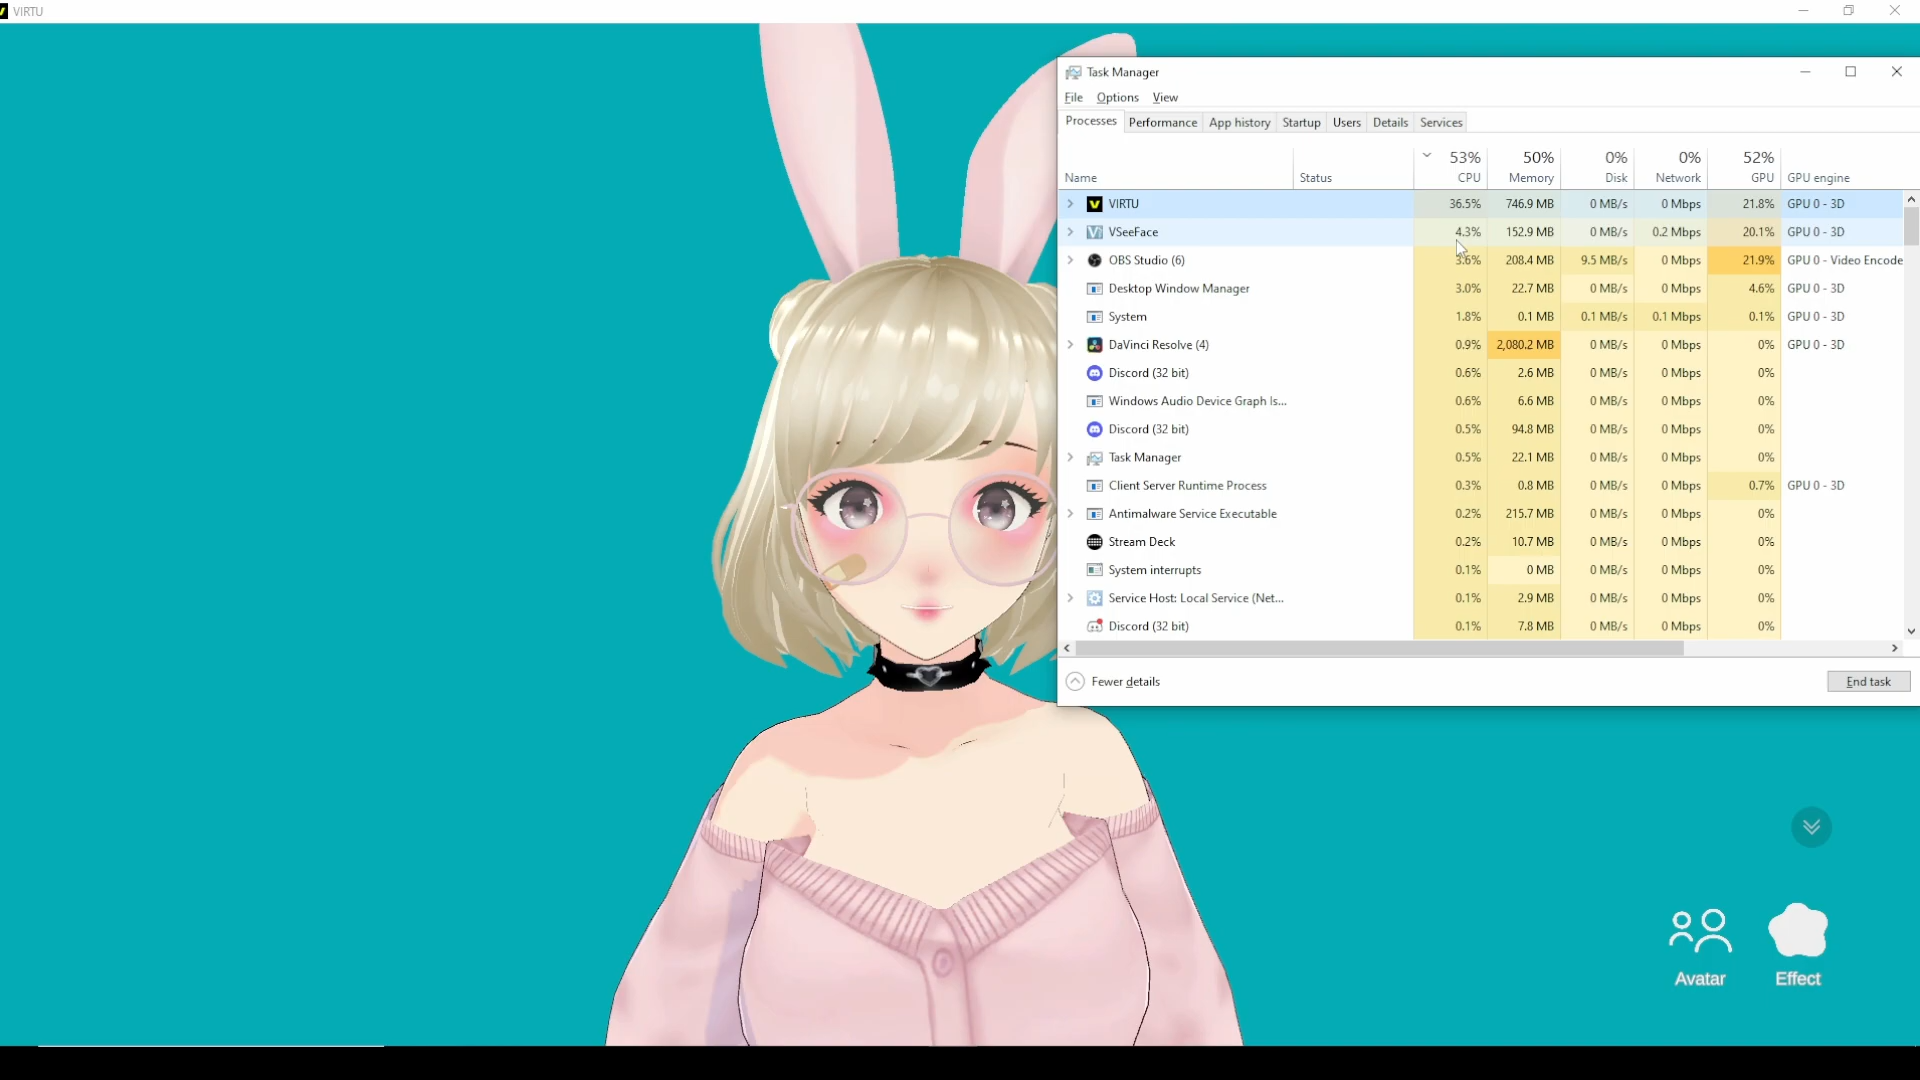 VIRTU
Task Manager
File Options View
Processes Performance App history Startup Users Details Services
53% 50% 0% 0% 52%
Name Status CPU Memory Disk Network GPU GPU engine
VIRTU 36.5% 746.9 MB 0 MB/s 0 Mbps 21.8% GPU 0 - 3D
VSeeFace 4.3% 152.9 MB 0 MB/s 0.2 Mbps 20.1% GPU 0 - 3D
OBS Studio (6) 3.6% 208.4 MB 9.5 MB/s 0 Mbps 21.9% GPU 0 - Video Encode
Desktop Window Manager 3.0% 22.7 MB 0 MB/s 0 Mbps 4.6% GPU 0 - 3D
System 1.8% 0.1 MB 0.1 MB/s 0.1 Mbps 0.1% GPU 0 - 3D
DaVinci Resolve (4) 0.9% 2,080.2 MB 0 MB/s 0 Mbps 0% GPU 0 - 3D
Discord (32 bit) 0.6% 2.6 MB 0 MB/s 0 Mbps 0%
Windows Audio Device Graph Is... 0.6% 6.6 MB 0 MB/s 0 Mbps 0%
Discord (32 bit) 0.5% 94.8 MB 0 MB/s 0 Mbps 0%
Task Manager 0.5% 22.1 MB 0 MB/s 0 Mbps 0%
Client Server Runtime Process 0.3% 0.8 MB 0 MB/s 0 Mbps 0.7% GPU 0 - 3D
Antimalware Service Executable 0.2% 215.7 MB 0 MB/s 0 Mbps 0%
Stream Deck 0.2% 10.7 MB 0 MB/s 0 Mbps 0%
System interrupts 0.1% 0 MB 0 MB/s 0 Mbps 0%
Service Host: Local Service (Net... 0.1% 2.9 MB 0 MB/s 0 Mbps 0%
Discord (32 bit) 0.1% 7.8 MB 0 MB/s 0 Mbps 0%
Fewer details End task
Avatar Effect